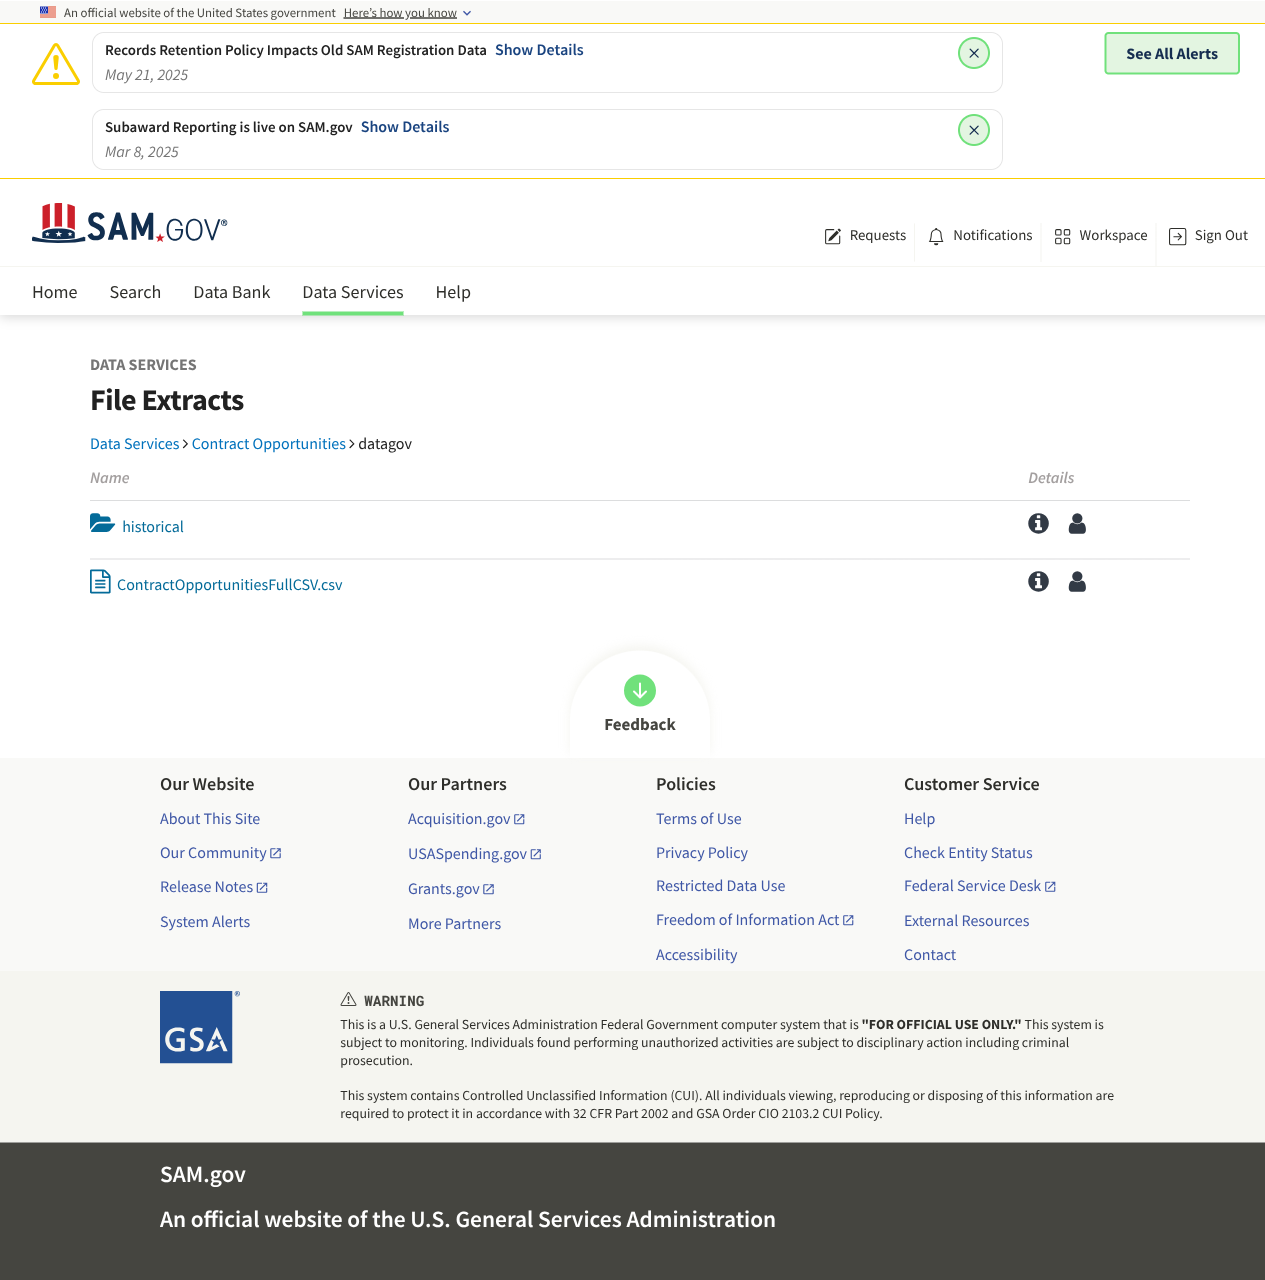 An official website of the United States government Here's how you know
Records Retention Policy Impacts Old SAM Registration Data Show Details
May 21, 2025
See All Alerts
Subaward Reporting is live on SAM.gov Show Details
Mar 8, 2025
SAM.GOV®
Requests Notifications Workspace Sign Out
Home Search Data Bank Data Services Help
DATA SERVICES
File Extracts
Data Services > Contract Opportunities > datagov
Name Details
historical
ContractOpportunitiesFullCSV.csv
Feedback
Our Website
About This Site
Our Community
Release Notes
System Alerts
Our Partners
Acquisition.gov
USASpending.gov
Grants.gov
More Partners
Policies
Terms of Use
Privacy Policy
Restricted Data Use
Freedom of Information Act
Accessibility
Customer Service
Help
Check Entity Status
Federal Service Desk
External Resources
Contact
GSA®
WARNING
This is a U.S. General Services Administration Federal Government computer system that is "FOR OFFICIAL USE ONLY." This system is
subject to monitoring. Individuals found performing unauthorized activities are subject to disciplinary action including criminal
prosecution.
This system contains Controlled Unclassified Information (CUI). All individuals viewing, reproducing or disposing of this information are
required to protect it in accordance with 32 CFR Part 2002 and GSA Order CIO 2103.2 CUI Policy.
SAM.gov
An official website of the U.S. General Services Administration